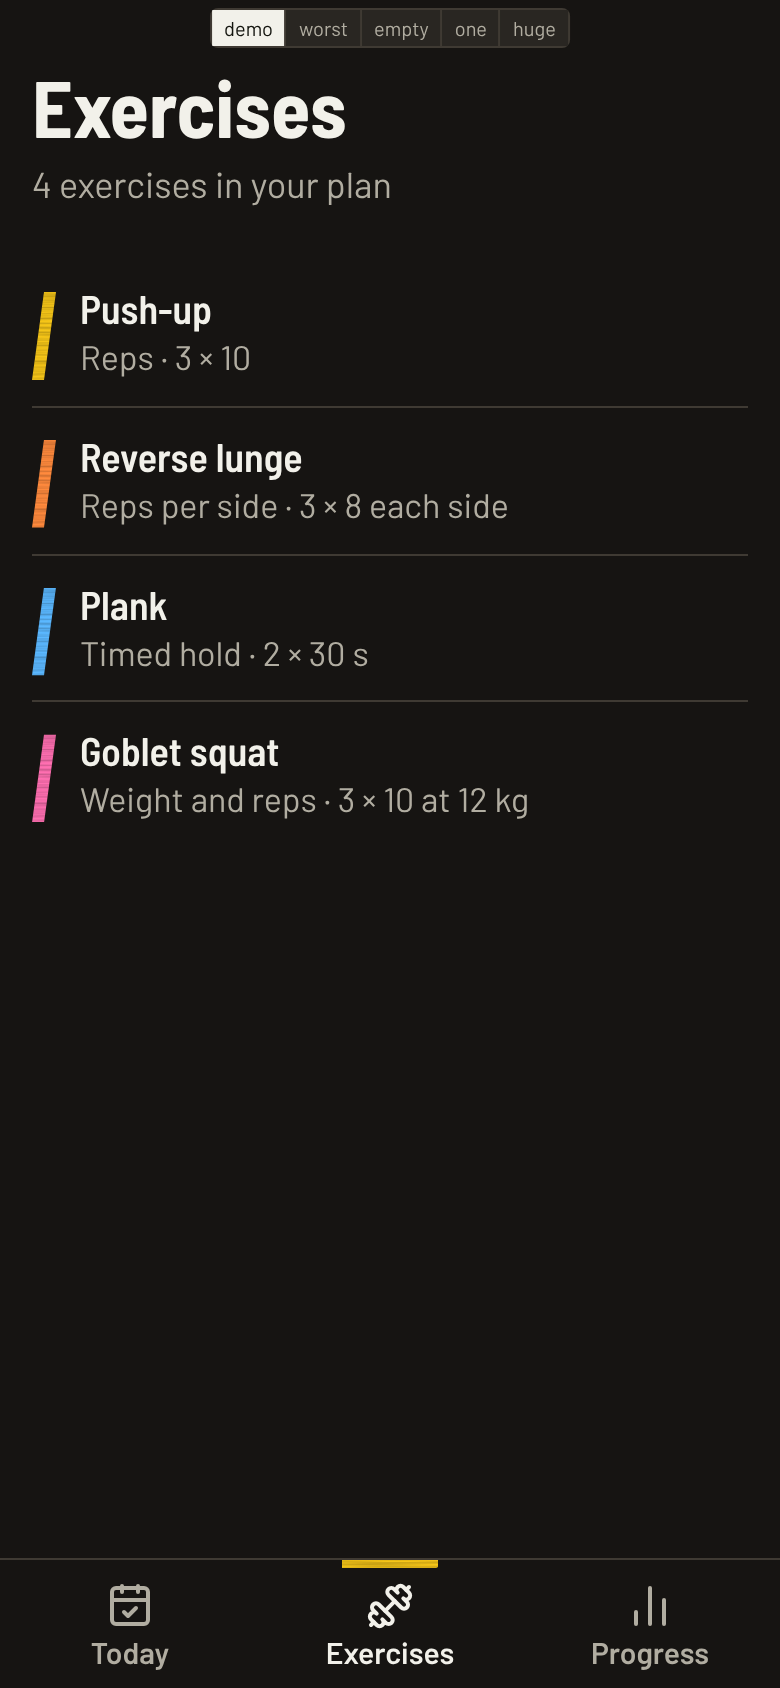 demo worst empty one huge
Exercises
4 exercises in your plan
Push-up
Reps · 3 × 10
Reverse lunge
Reps per side · 3 × 8 each side
Plank
Timed hold · 2 × 30 s
Goblet squat
Weight and reps · 3 × 10 at 12 kg
Today Exercises Progress